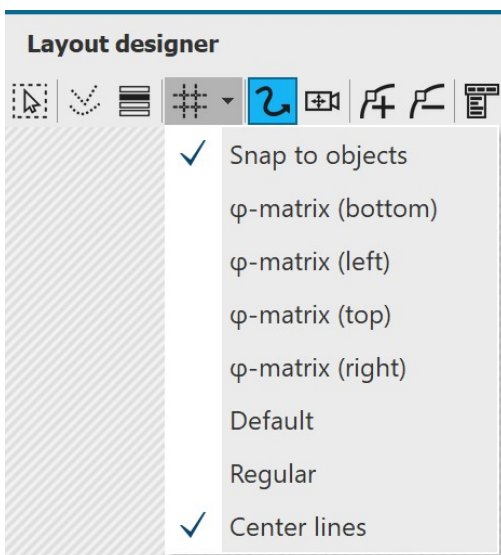 Layout designer
Snap to objects
φ-matrix (bottom)
φ-matrix (left)
φ-matrix (top)
φ-matrix (right)
Default
Regular
Center lines